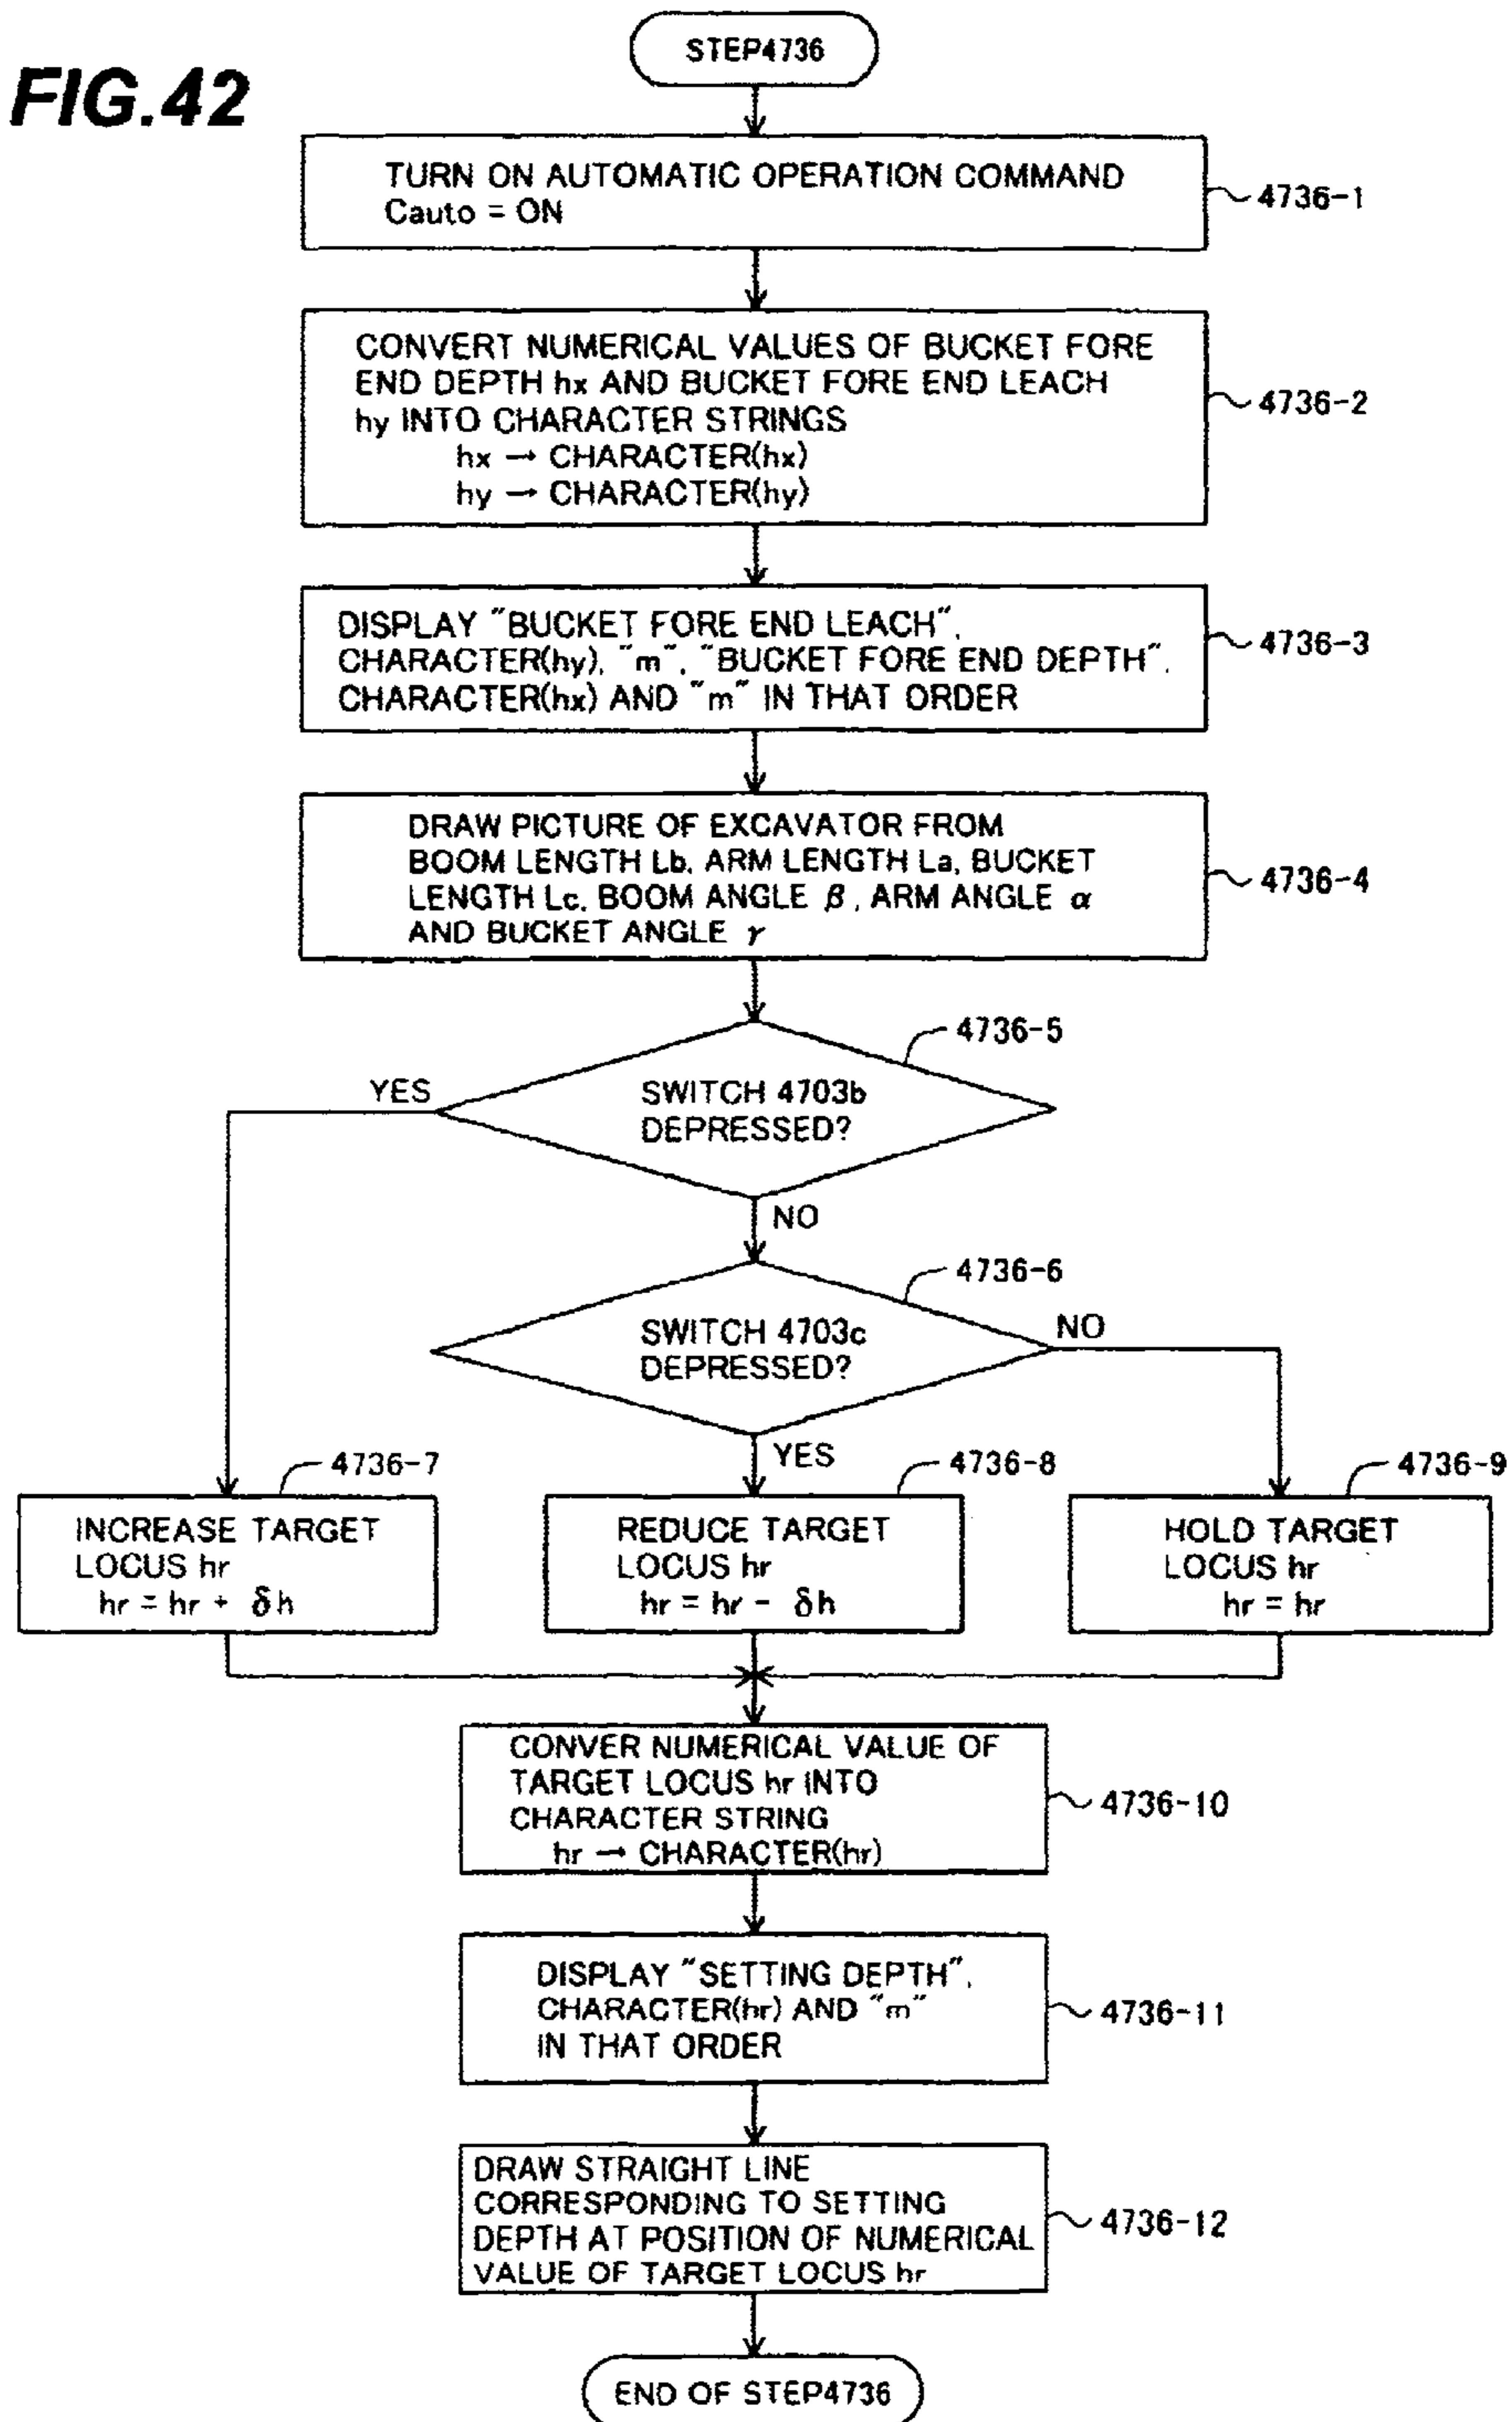 FIG.42
STEP4736
TURN ON AUTOMATIC OPERATION COMMAND
Cauto = ON
4736-1
CONVERT NUMERICAL VALUES OF BUCKET FORE
END DEPTH hx AND BUCKET FORE END LEACH
hy INTO CHARACTER STRINGS
hx → CHARACTER(hx)
hy → CHARACTER(hy)
4736-2
DISPLAY "BUCKET FORE END LEACH",
CHARACTER(hy), "m", "BUCKET FORE END DEPTH",
CHARACTER(hx) AND "m" IN THAT ORDER
4736-3
DRAW PICTURE OF EXCAVATOR FROM
BOOM LENGTH Lb, ARM LENGTH La, BUCKET
LENGTH Lc, BOOM ANGLE β, ARM ANGLE α
AND BUCKET ANGLE γ
4736-4
4736-5
SWITCH 4703b
DEPRESSED?
YES
NO
4736-6
SWITCH 4703c
DEPRESSED?
NO
YES
4736-7
INCREASE TARGET
LOCUS hr
hr = hr + δh
4736-8
REDUCE TARGET
LOCUS hr
hr = hr - δh
4736-9
HOLD TARGET
LOCUS hr
hr = hr
CONVER NUMERICAL VALUE OF
TARGET LOCUS hr INTO
CHARACTER STRING
hr → CHARACTER(hr)
4736-10
DISPLAY "SETTING DEPTH",
CHARACTER(hr) AND "m"
IN THAT ORDER
4736-11
DRAW STRAIGHT LINE
CORRESPONDING TO SETTING
DEPTH AT POSITION OF NUMERICAL
VALUE OF TARGET LOCUS hr
4736-12
END OF STEP4736